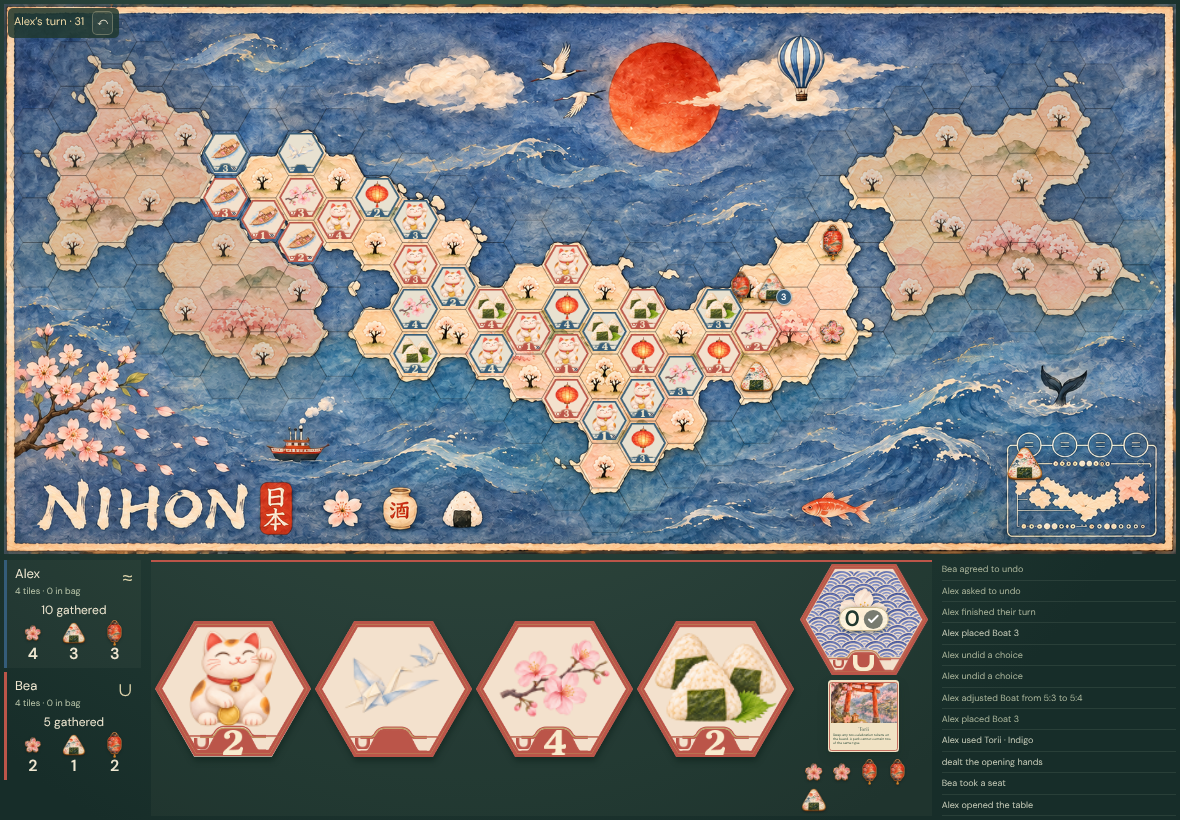 Alex's turn · 31
NIHON
日本
酒
Alex
4 tiles · 0 in bag
10 gathered
4 3 3
Bea
4 tiles · 0 in bag
5 gathered
2 1 2
2
4
2
0
Torii
Bea agreed to undo
Alex asked to undo
Alex finished their turn
Alex placed Boat 3
Alex undid a choice
Alex undid a choice
Alex adjusted Boat from 5:3 to 5:4
Alex placed Boat 3
Alex used Torii · Indigo
dealt the opening hands
Bea took a seat
Alex opened the table